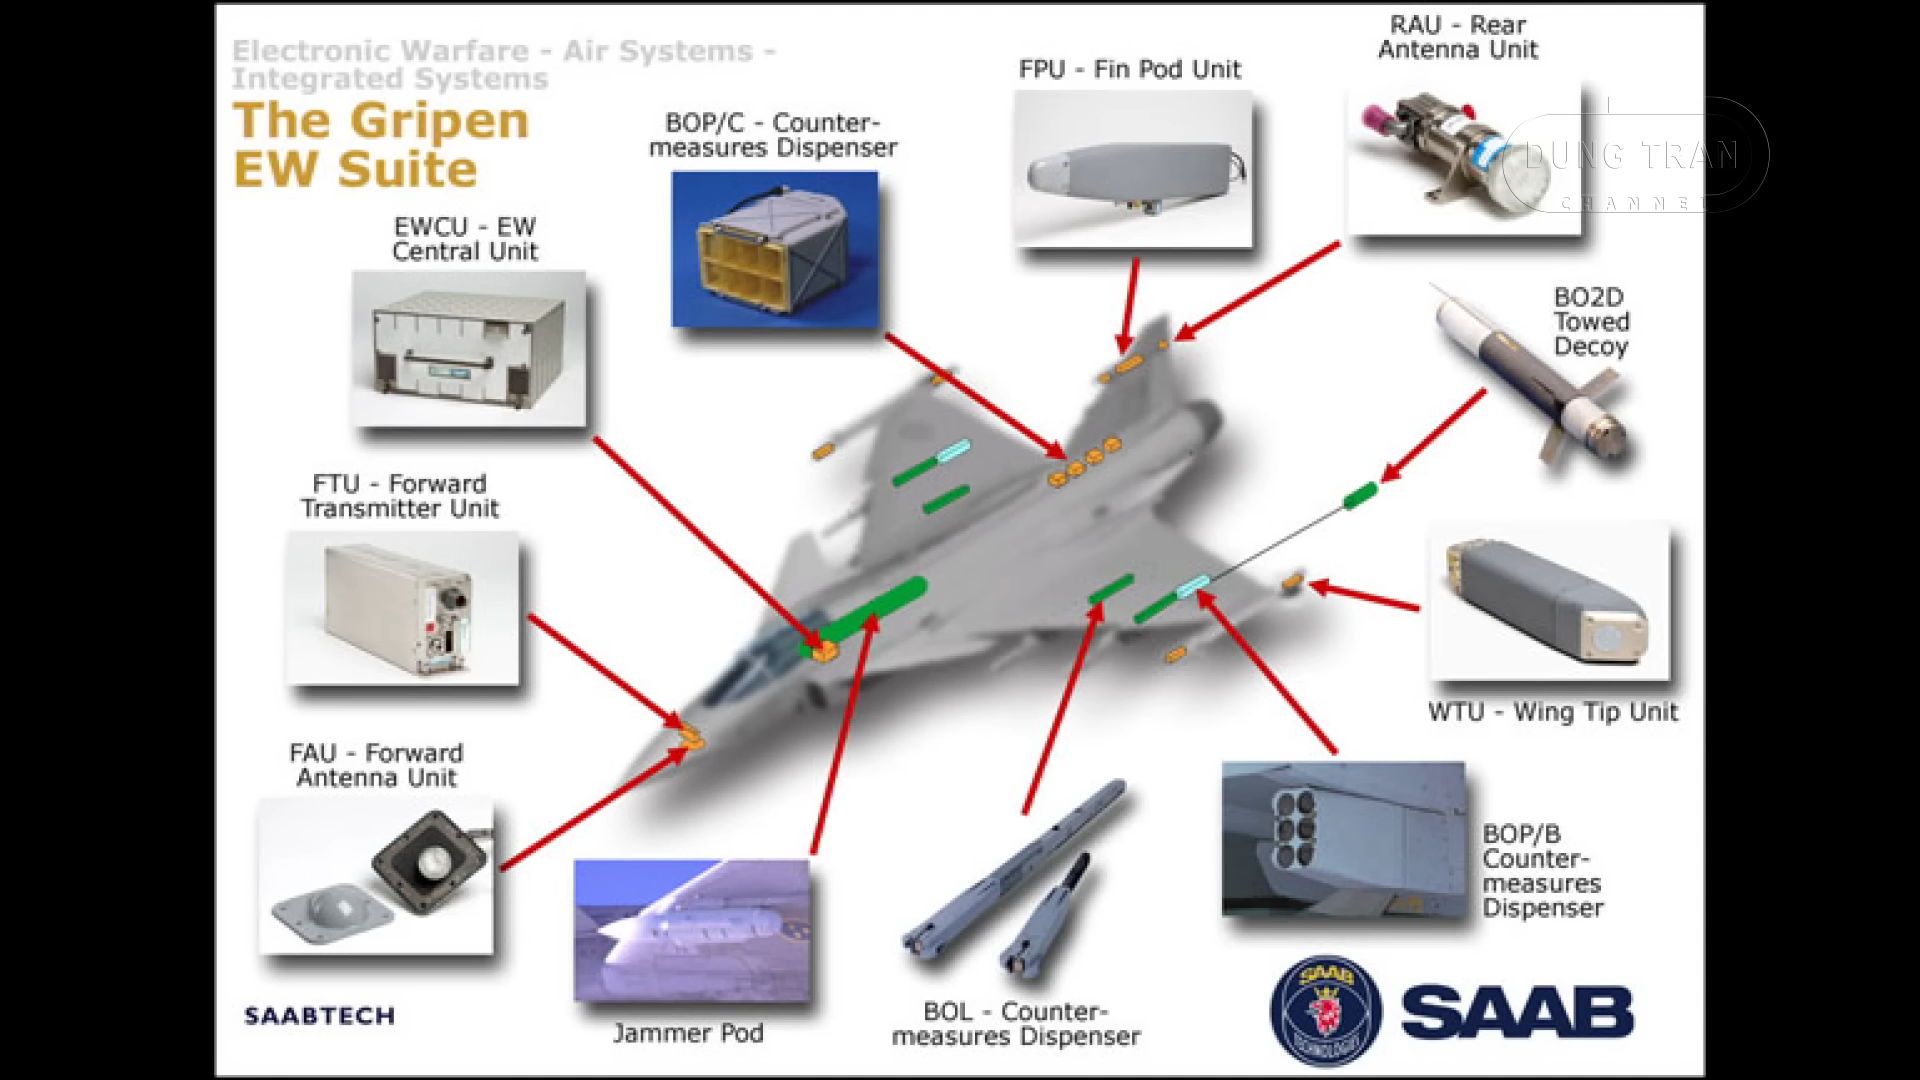 Electronic Warfare - Air Systems -
Integrated Systems
The Gripen
EW Suite
RAU - Rear
Antenna Unit
FPU - Fin Pod Unit
BOP/C - Counter-
measures Dispenser
DUNG TRAN
CHANNEL
EWCU - EW
Central Unit
BO2D
Towed
Decoy
FTU - Forward
Transmitter Unit
WTU - Wing Tip Unit
FAU - Forward
Antenna Unit
BOP/B
Counter-
measures
Dispenser
Jammer Pod
BOL - Counter-
measures Dispenser
SAABTECH
SAAB
TECHNOLOGIES
SAAB